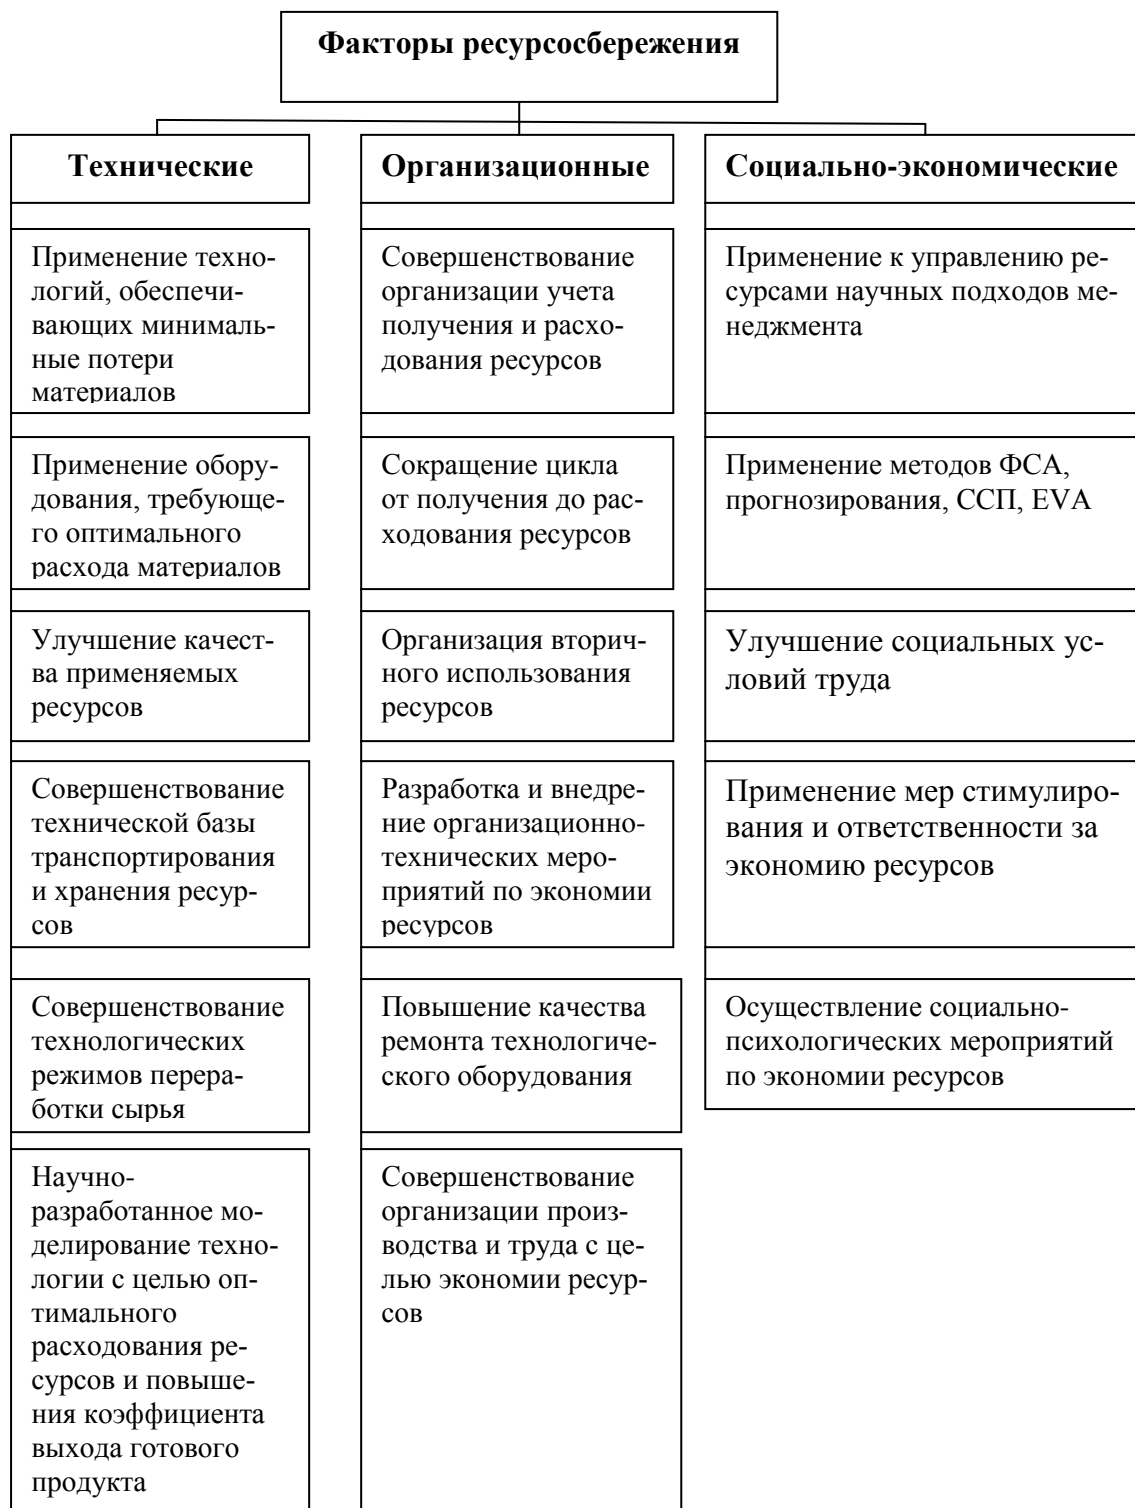 Факторы ресурсосбережения
Технические
Применение техно-
логий, обеспечи-
вающих минималь-
ные потери
материалов
Применение обору-
дования, требующе-
го оптимального
расхода материалов
Улучшение качест-
ва применяемых
ресурсов
Совершенствование
технической базы
транспортирования
и хранения ресур-
сов
Совершенствование
технологических
режимов перера-
ботки сырья
Научно-
разработанное мо-
делирование техно-
логии с целью оп-
тимального
расходования ре-
сурсов и повыше-
ния коэффициента
выхода готового
продукта
Организационные
Совершенствование
организации учета
получения и расхо-
дования ресурсов
Сокращение цикла
от получения до рас-
ходования ресурсов
Организация вторич-
ного использования
ресурсов
Разработка и внедре-
ние организационно-
технических меро-
приятий по экономии
ресурсов
Повышение качества
ремонта технологиче-
ского оборудования
Совершенствование
организации произ-
водства и труда с це-
лью экономии ресур-
сов
Социально-экономические
Применение к управлению ре-
сурсами научных подходов ме-
неджмента
Применение методов ФСА,
прогнозирования, ССП, EVA
Улучшение социальных ус-
ловий труда
Применение мер стимулиро-
вания и ответственности за
экономию ресурсов
Осуществление социально-
психологических мероприятий
по экономии ресурсов